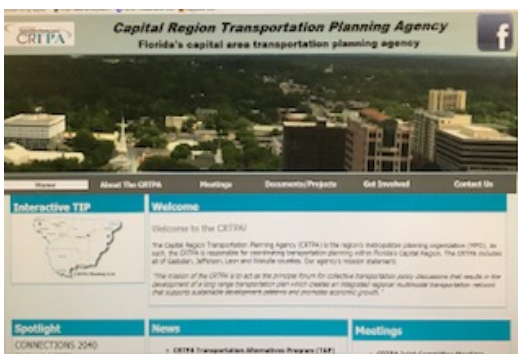 CRTPA
Capital Region Transportation Planning Agency
Florida's capital area transportation planning agency
f
Home About The CRTPA Meetings Documents/Projects Get Involved Contact Us
Interactive TIP
Welcome
Welcome to the CRTPA!
The Capital Region Transportation Planning Agency (CRTPA) is the region's metropolitan planning organization (MPO). As
such, the CRTPA is responsible for coordinating transportation planning within Florida's Capital Region. The CRTPA includes
all of Gadsden, Jefferson, Leon and Wakulla counties. Our agency's mission statement:
"The mission of the CRTPA is to act as the principal forum for collective transportation policy discussions that results in the
development of a long range transportation plan which creates an integrated regional multimodal transportation network
that supports sustainable development patterns and promotes economic growth."
Spotlight
CONNECTIONS 2040
News
CRTPA Transportation Alternatives Program (TAP)
Meetings